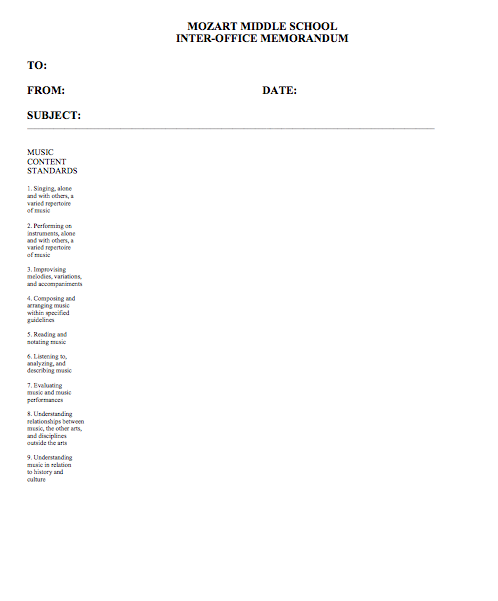 MOZART MIDDLE SCHOOL
INTER-OFFICE MEMORANDUM
TO:
FROM: DATE:
SUBJECT:
MUSIC
CONTENT
STANDARDS
1. Singing, alone
and with others, a
varied repertoire
of music
2. Performing on
instruments, alone
and with others, a
varied repertoire
of music
3. Improvising
melodies, variations,
and accompaniments
4. Composing and
arranging music
within specified
guidelines
5. Reading and
notating music
6. Listening to,
analyzing, and
describing music
7. Evaluating
music and music
performances
8. Understanding
relationships between
music, the other arts,
and disciplines
outside the arts
9. Understanding
music in relation
to history and
culture